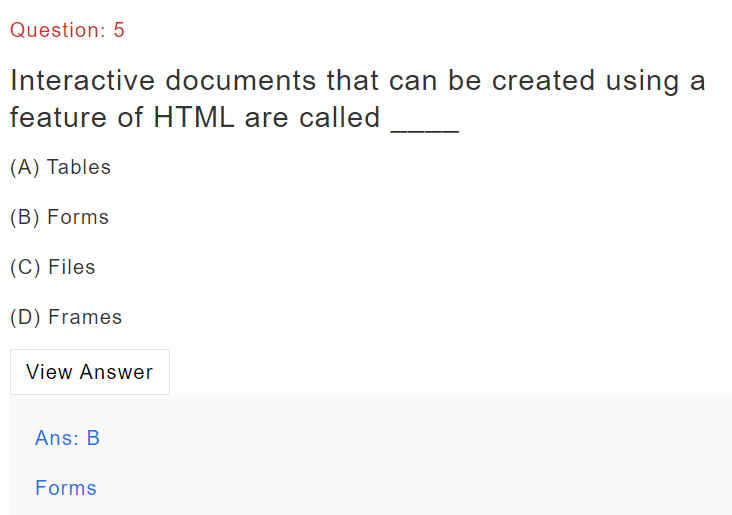 Question: 5
Interactive documents that can be created using a
feature of HTML are called ____
(A) Tables
(B) Forms
(C) Files
(D) Frames
View Answer
Ans: B
Forms